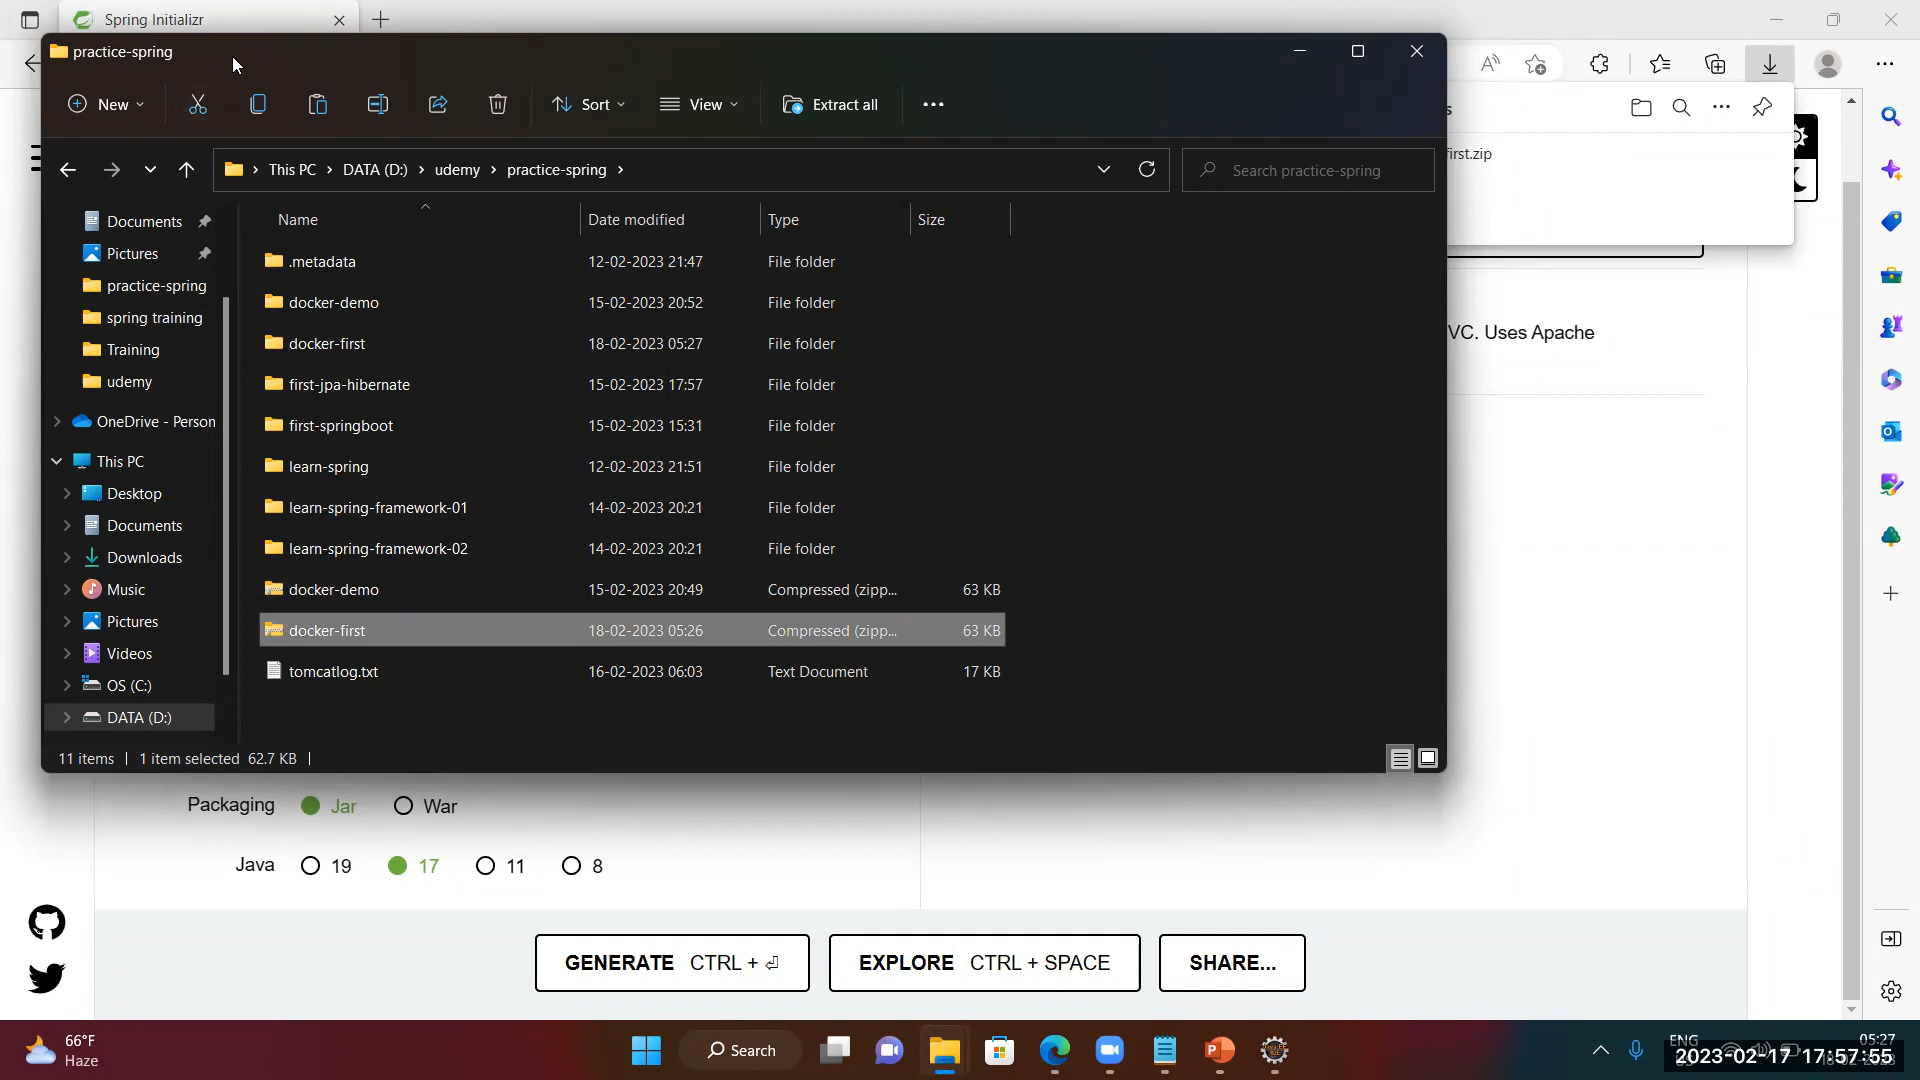 Spring Initializr
practice-spring
New
Sort
View
Extract all
This PC
DATA (D:)
udemy
practice-spring
Search practice-spring
first.zip
Documents
Pictures
practice-spring
spring training
Training
udemy
OneDrive - Person
This PC
Desktop
Documents
Downloads
Music
Pictures
Videos
OS (C:)
DATA (D:)
Name Date modified Type Size
.metadata 12-02-2023 21:47 File folder
docker-demo 15-02-2023 20:52 File folder
docker-first 18-02-2023 05:27 File folder
first-jpa-hibernate 15-02-2023 17:57 File folder
first-springboot 15-02-2023 15:31 File folder
learn-spring 12-02-2023 21:51 File folder
learn-spring-framework-01 14-02-2023 20:21 File folder
learn-spring-framework-02 14-02-2023 20:21 File folder
docker-demo 15-02-2023 20:49 Compressed (zipp... 63 KB
docker-first 18-02-2023 05:26 Compressed (zipp... 63 KB
tomcatlog.txt 16-02-2023 06:03 Text Document 17 KB
11 items 1 item selected 62.7 KB
VC. Uses Apache
Packaging Jar War
Java 19 17 11 8
GENERATE CTRL + ⏎
EXPLORE CTRL + SPACE
SHARE...
66°F
Haze
Search
ENG
05:27
2023-02-17 17:57:55